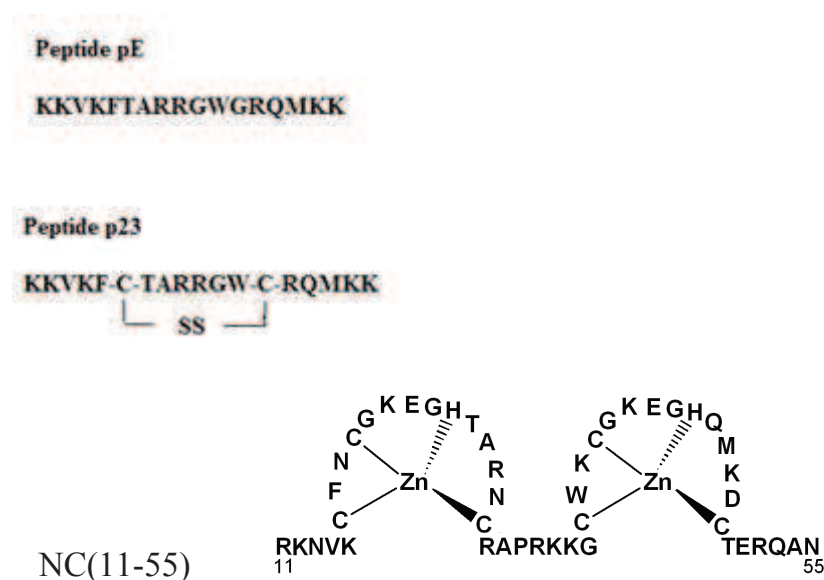 Peptide pE
KKVKFTARRGWGRQMKK
Peptide p23
KKVKF-C-TARRGW-C-RQMKK
SS
RKNVK
C
F
N
C
G
K
E
G
H
T
A
R
N
C
Zn
RAPRKKG
C
W
K
C
G
K
E
G
H
Q
M
K
D
C
Zn
TERQAN
11
55
NC(11-55)